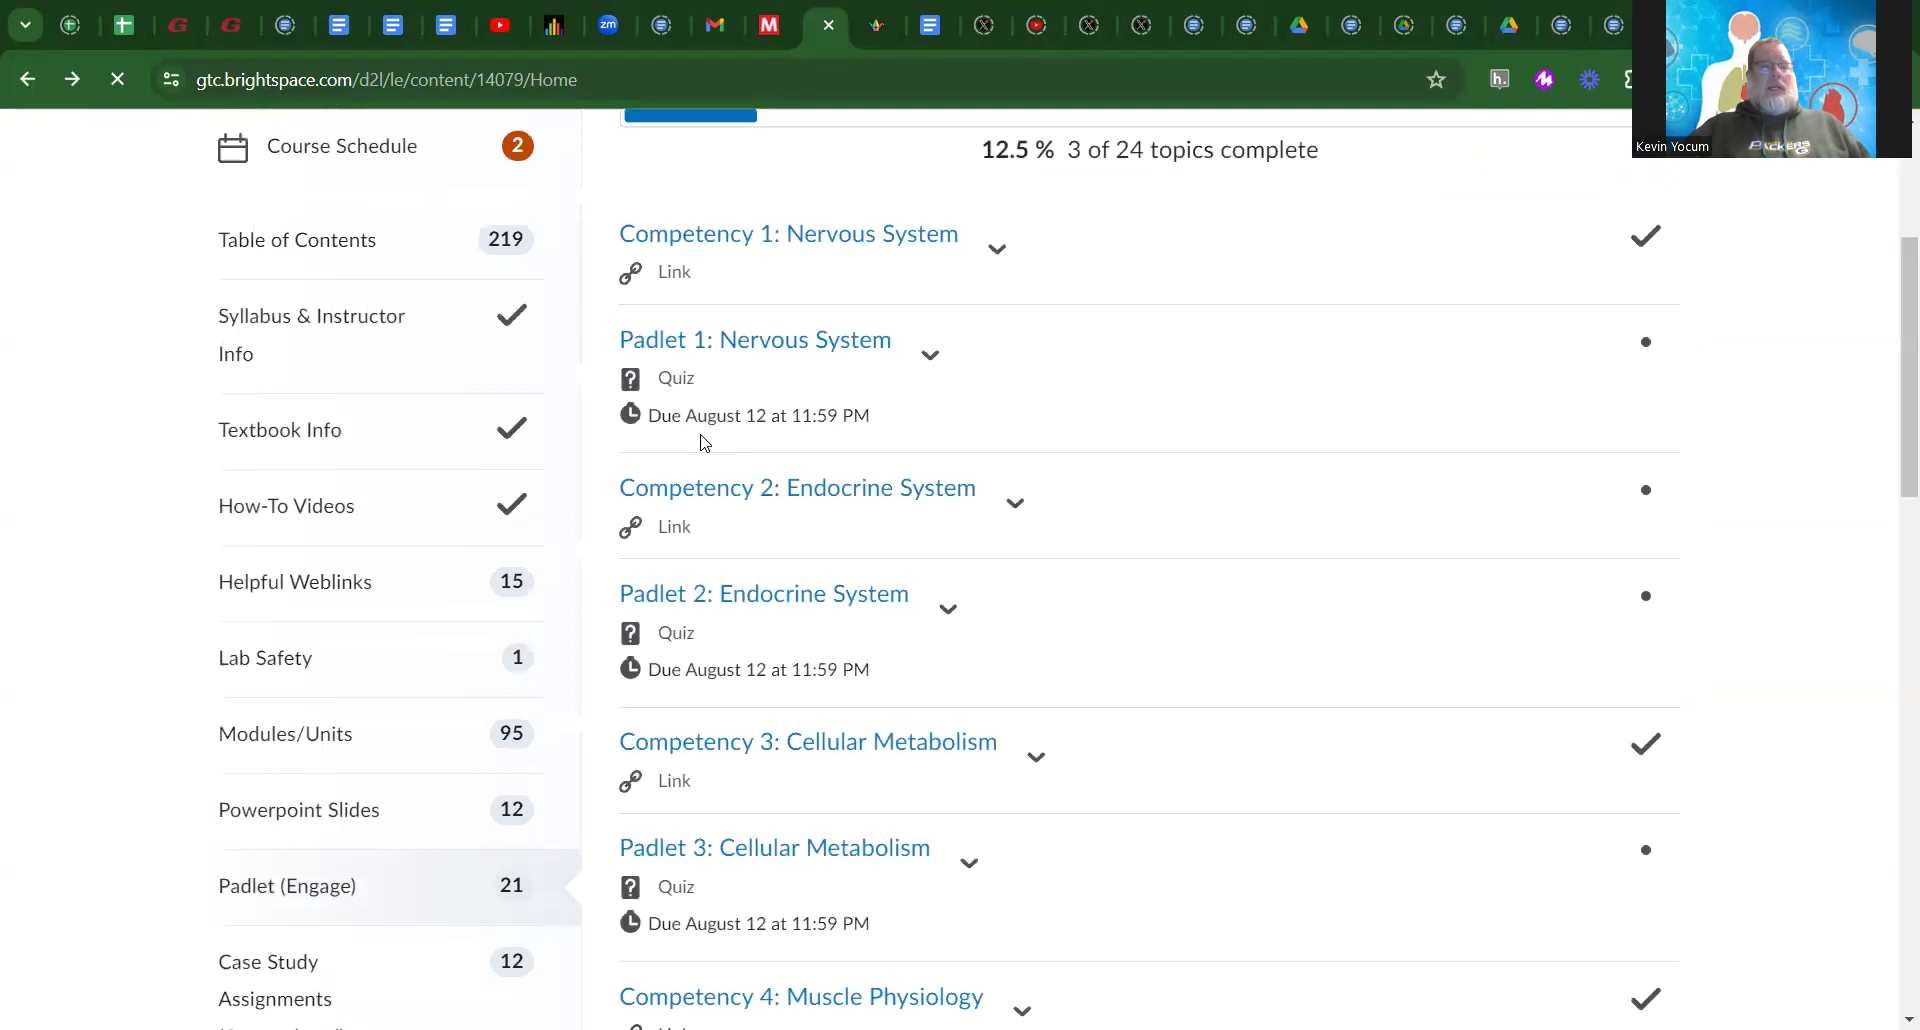 gtc.brightspace.com/d2l/le/content/14079/Home
h.
zm
M
Kevin Yocum
PACKERS
Course Schedule 2
Table of Contents 219
Syllabus & Instructor
Info
Textbook Info
How-To Videos
Helpful Weblinks 15
Lab Safety 1
Modules/Units 95
Powerpoint Slides 12
Padlet (Engage) 21
Case Study 12
Assignments
12.5 % 3 of 24 topics complete
Competency 1: Nervous System
Link
Padlet 1: Nervous System
Quiz
Due August 12 at 11:59 PM
Competency 2: Endocrine System
Link
Padlet 2: Endocrine System
Quiz
Due August 12 at 11:59 PM
Competency 3: Cellular Metabolism
Link
Padlet 3: Cellular Metabolism
Quiz
Due August 12 at 11:59 PM
Competency 4: Muscle Physiology